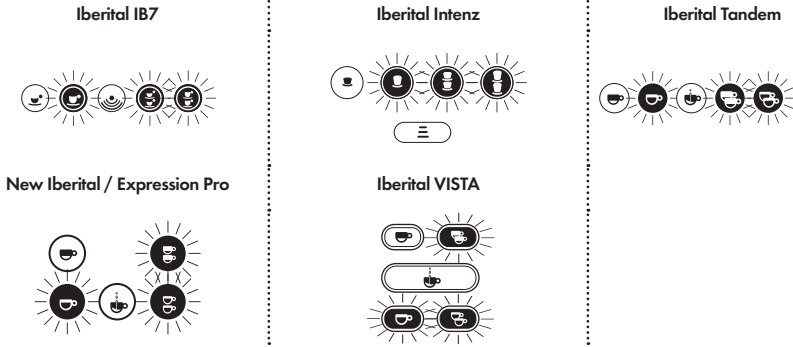 Iberital IB7
Iberital Intenz
Iberital Tandem
New Iberital / Expression Pro
Iberital VISTA